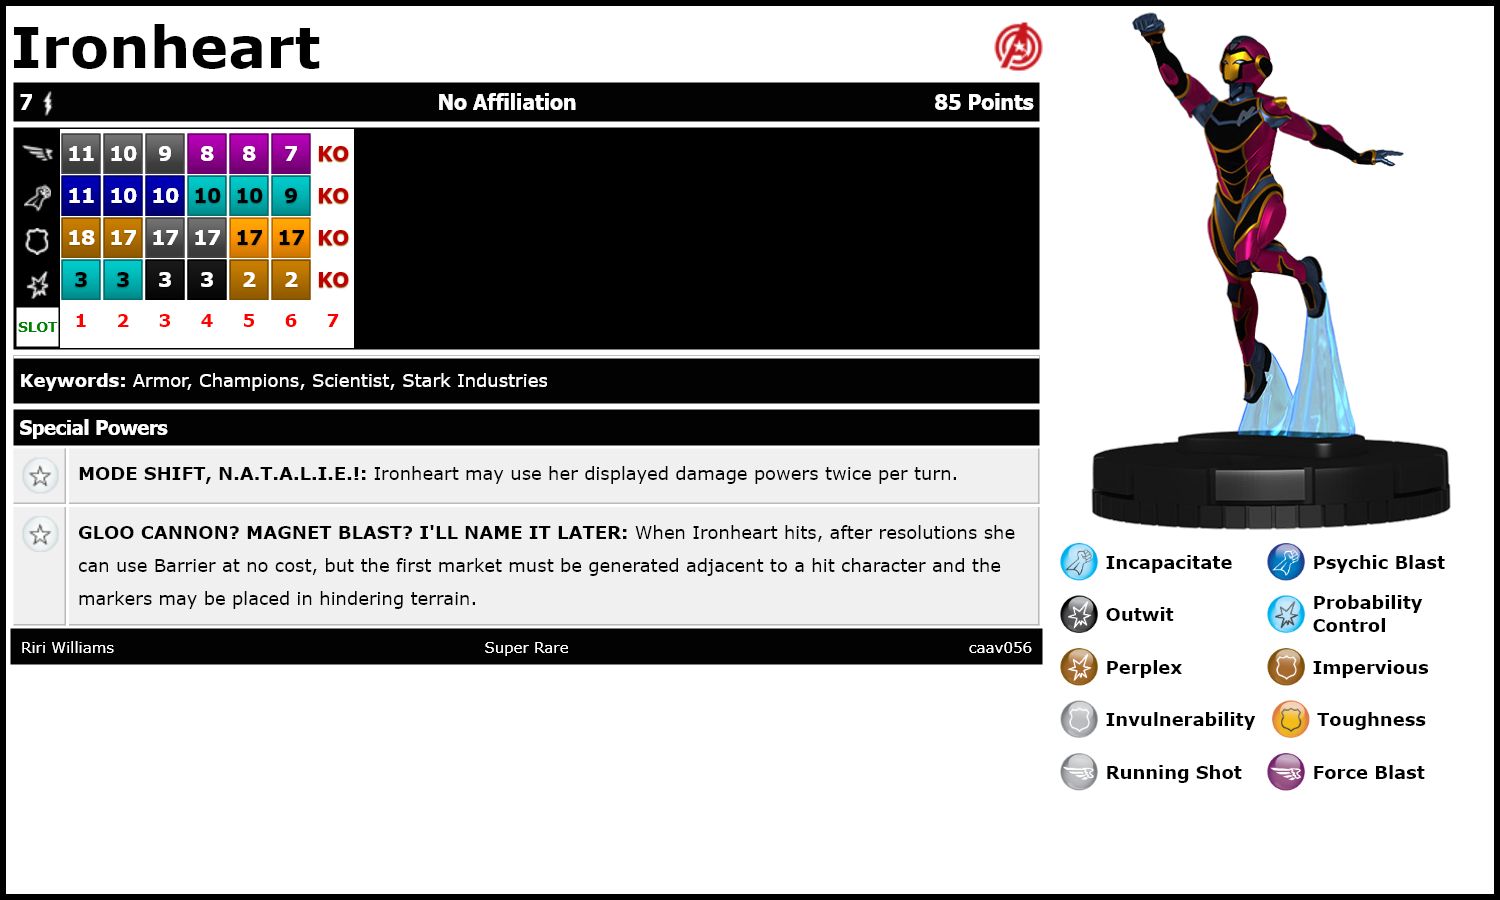 Ironheart
7 No Affiliation 85 Points
11 10 9 8 8 7 KO
11 10 10 10 10 9 KO
18 17 17 17 17 17 KO
3 3 3 3 2 2 KO
SLOT 1 2 3 4 5 6 7
Keywords: Armor, Champions, Scientist, Stark Industries
Special Powers
MODE SHIFT, N.A.T.A.L.I.E.!: Ironheart may use her displayed damage powers twice per turn.
GLOO CANNON? MAGNET BLAST? I'LL NAME IT LATER: When Ironheart hits, after resolutions she
can use Barrier at no cost, but the first market must be generated adjacent to a hit character and the
markers may be placed in hindering terrain.
Riri Williams Super Rare caav056
Incapacitate Psychic Blast
Outwit Probability
Control
Perplex Impervious
Invulnerability Toughness
Running Shot Force Blast